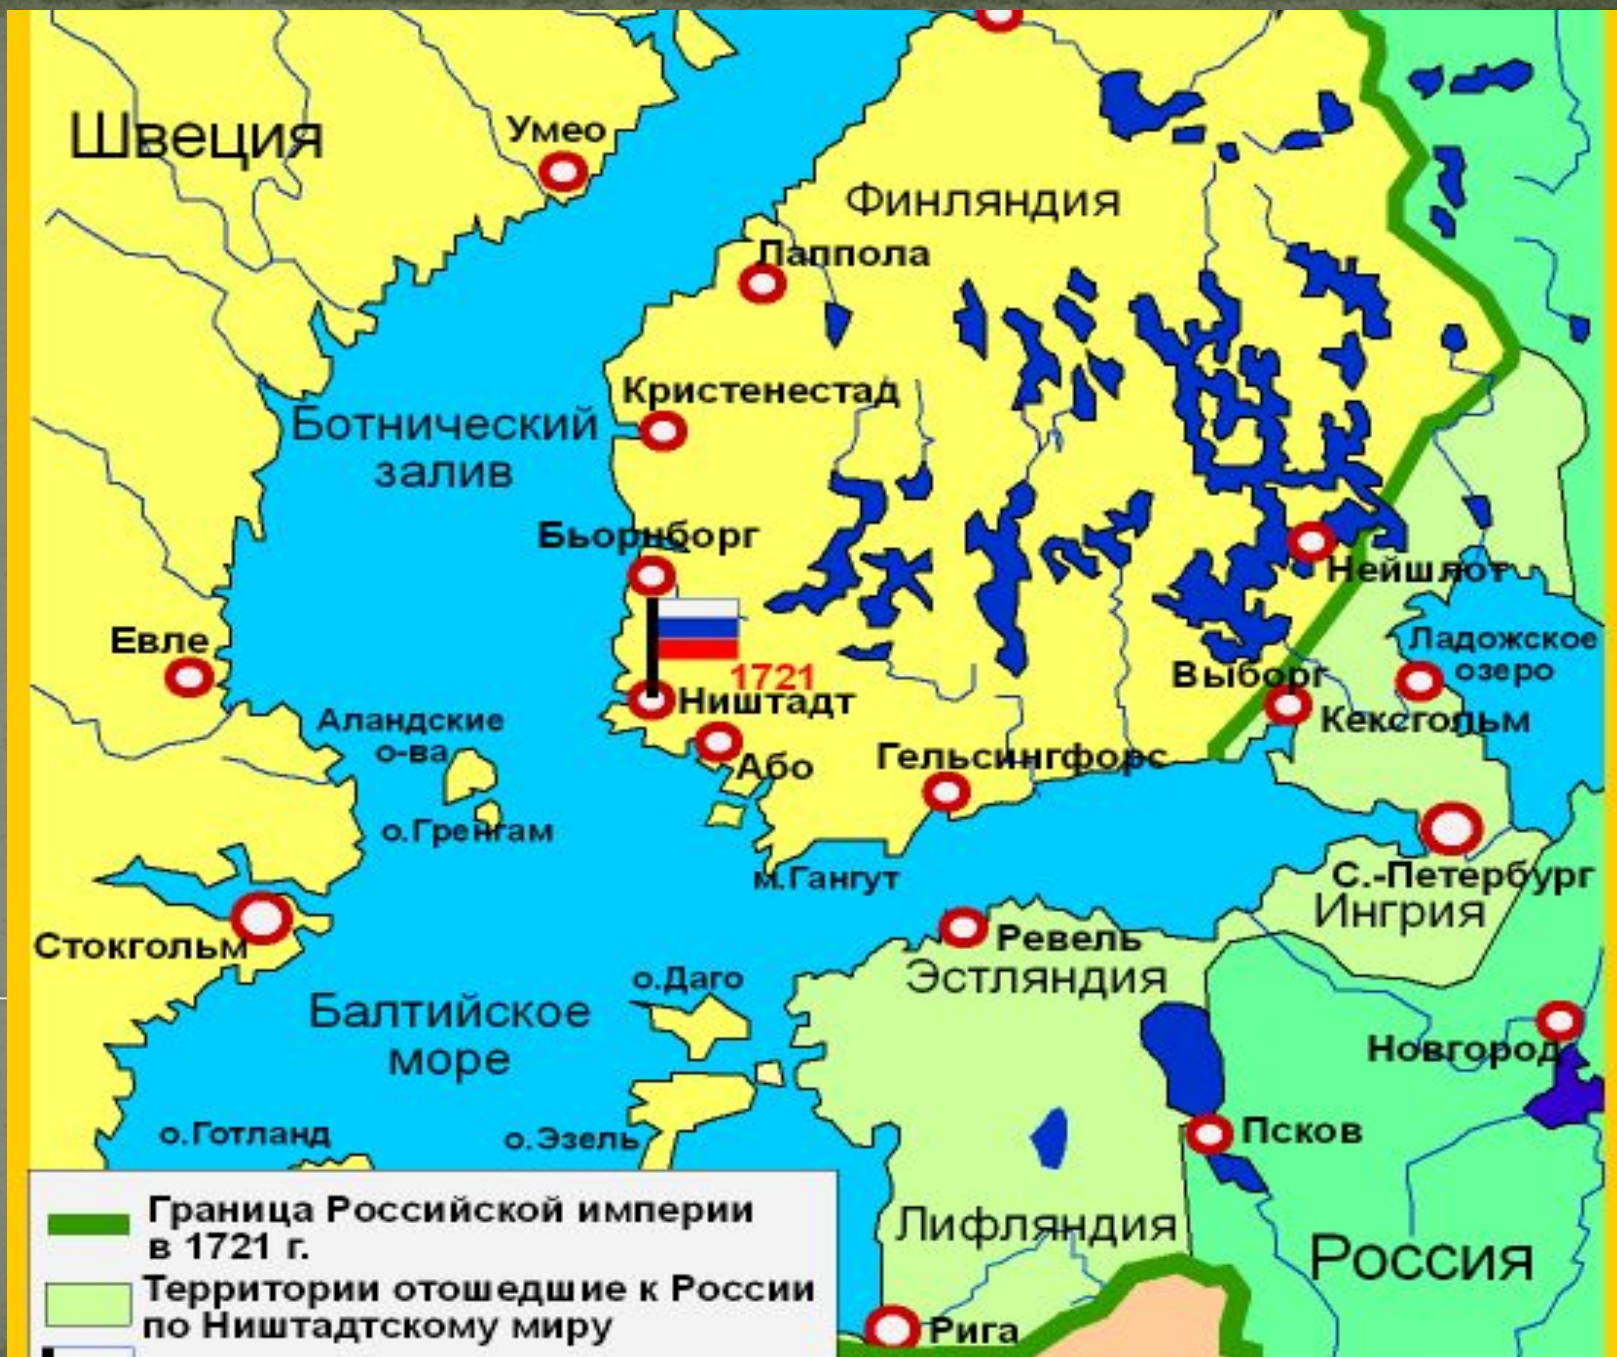 Швеция
Умео
Финляндия
Лаппола
Кристенестад
Ботнический
залив
Бьорнборг
Нейшлот
Евле
Ладожское
озеро
1721
Выборг
Ништадт
Кексгольм
Аландские
о-ва
Або
Гельсингфорс
о.Гренгам
м.Гангут
С.-Петербург
Ингрия
Стокгольм
Ревель
Эстляндия
о.Даго
Балтийское
море
Новгород
о.Готланд
о.Эзель
Псков
Лифляндия
Россия
Рига
Граница Российской империи
в 1721 г.
Территории отошедшие к России
по Ништадтскому миру